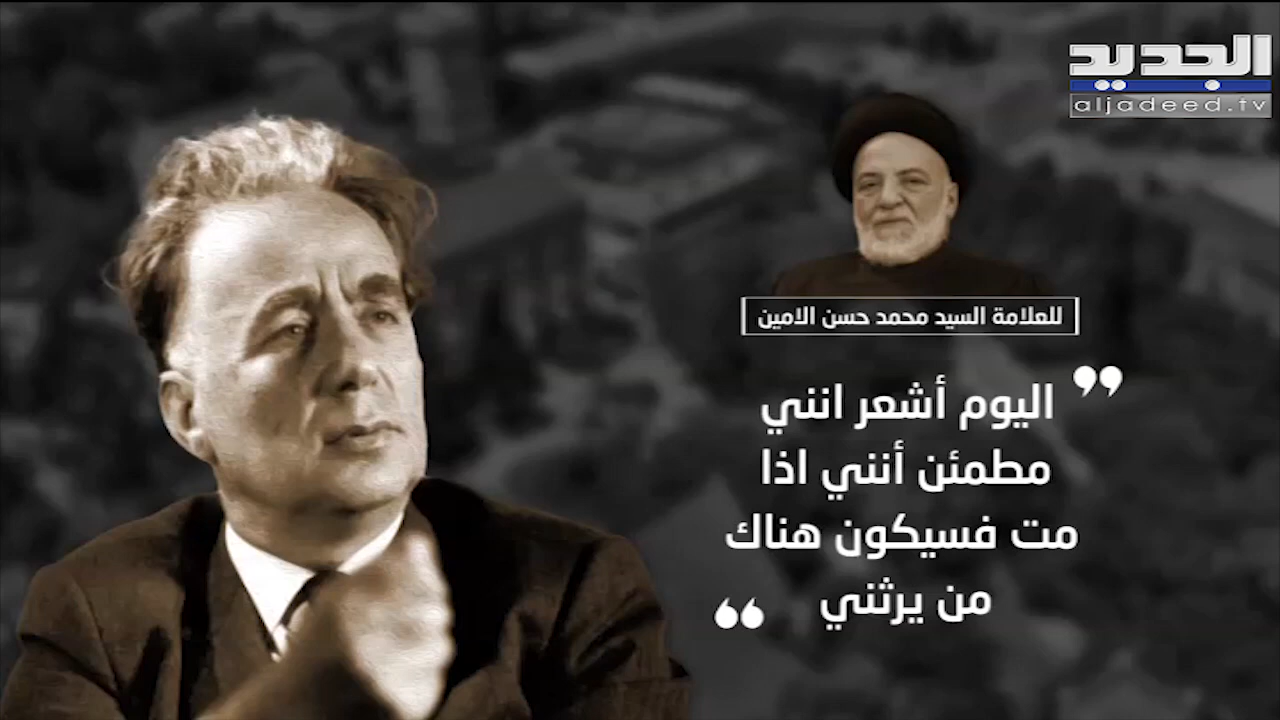 الجديد
aljadeed.tv
للعلامة السيد محمد حسن الامين
”اليوم أشعر انني
مطمئن أنني اذا
مت فسيكون هناك
من يرثني“